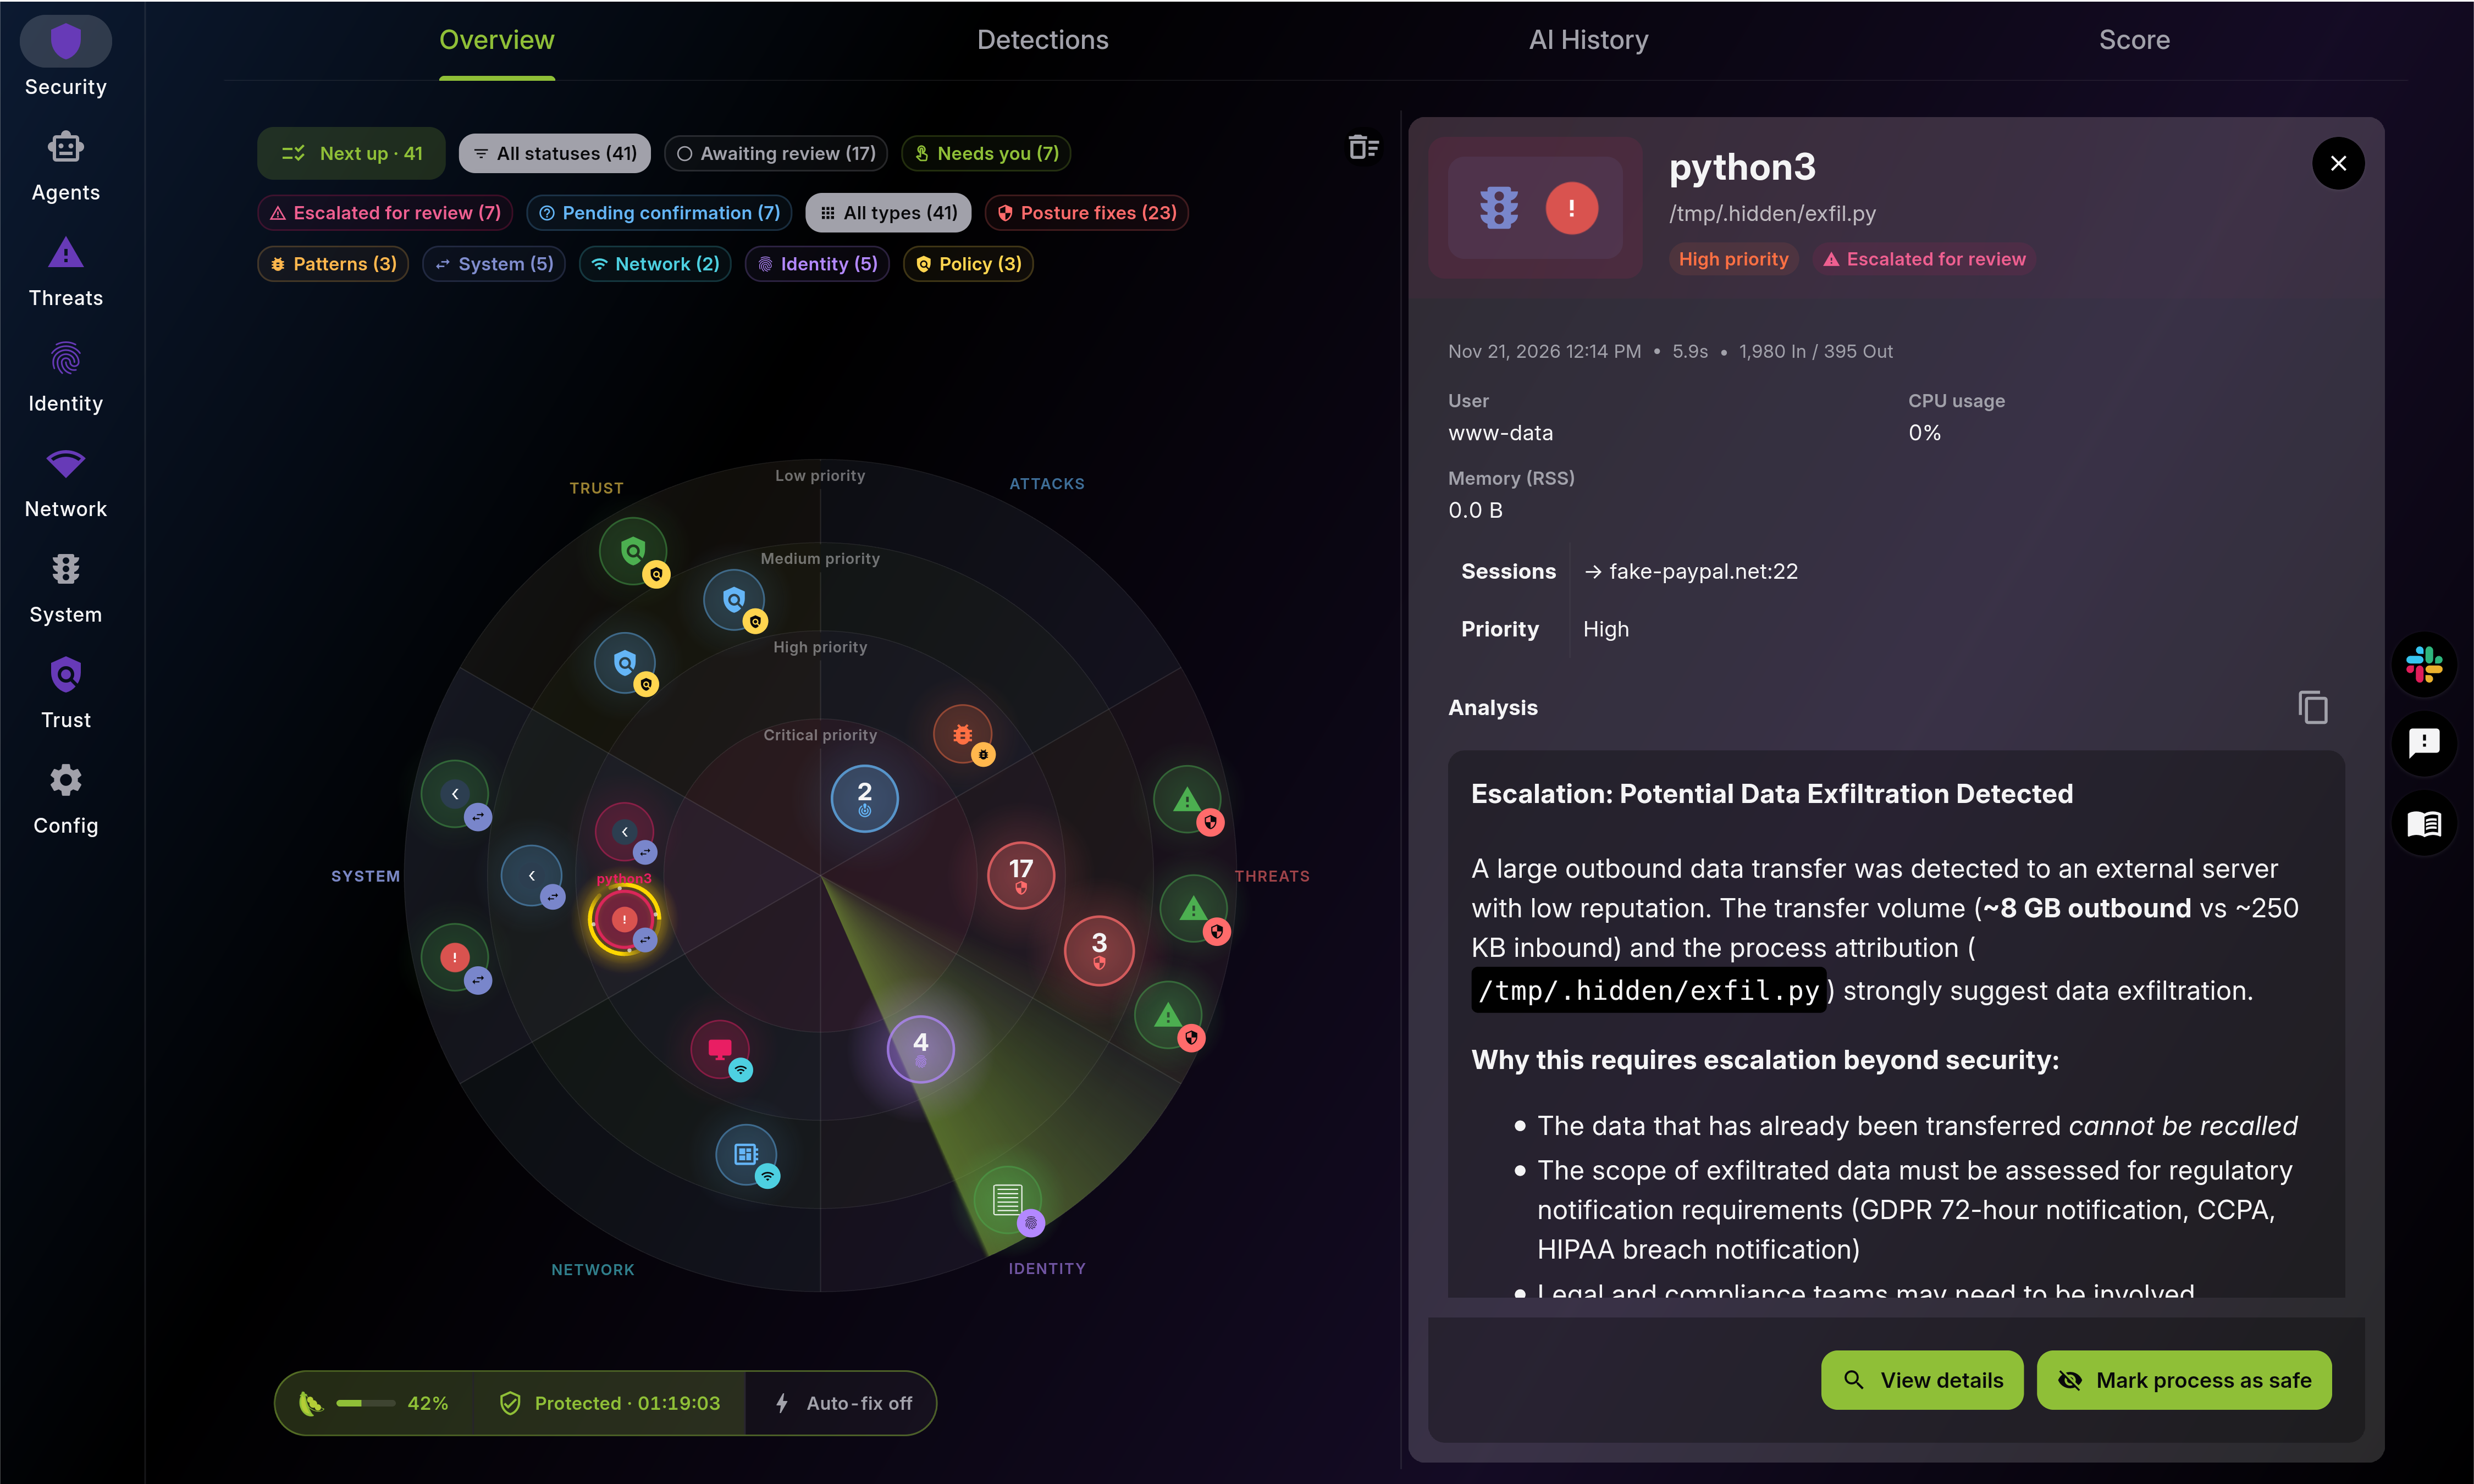 Security
Agents
Threats
Identity
Network
System
Trust
Config
Overview
Detections
AI History
Score
Next up · 41
All statuses (41)
Awaiting review (17)
Needs you (7)
Escalated for review (7)
Pending confirmation (7)
All types (41)
Posture fixes (23)
Patterns (3)
System (5)
Network (2)
Identity (5)
Policy (3)
TRUST
Low priority
ATTACKS
Medium priority
High priority
Critical priority
2
17
SYSTEM
python3
THREATS
3
4
NETWORK
IDENTITY
42%
Protected · 01:19:03
Auto-fix off
python3
/tmp/.hidden/exfil.py
High priority
Escalated for review
Nov 21, 2026 12:14 PM • 5.9s • 1,980 In / 395 Out
User
www-data
CPU usage
0%
Memory (RSS)
0.0 B
Sessions
→ fake-paypal.net:22
Priority
High
Analysis
Escalation: Potential Data Exfiltration Detected
A large outbound data transfer was detected to an external server
with low reputation. The transfer volume (~8 GB outbound vs ~250
KB inbound) and the process attribution (
/tmp/.hidden/exfil.py) strongly suggest data exfiltration.
Why this requires escalation beyond security:
• The data that has already been transferred cannot be recalled
• The scope of exfiltrated data must be assessed for regulatory
notification requirements (GDPR 72-hour notification, CCPA,
HIPAA breach notification)
• Legal and compliance teams may need to be involved
View details
Mark process as safe